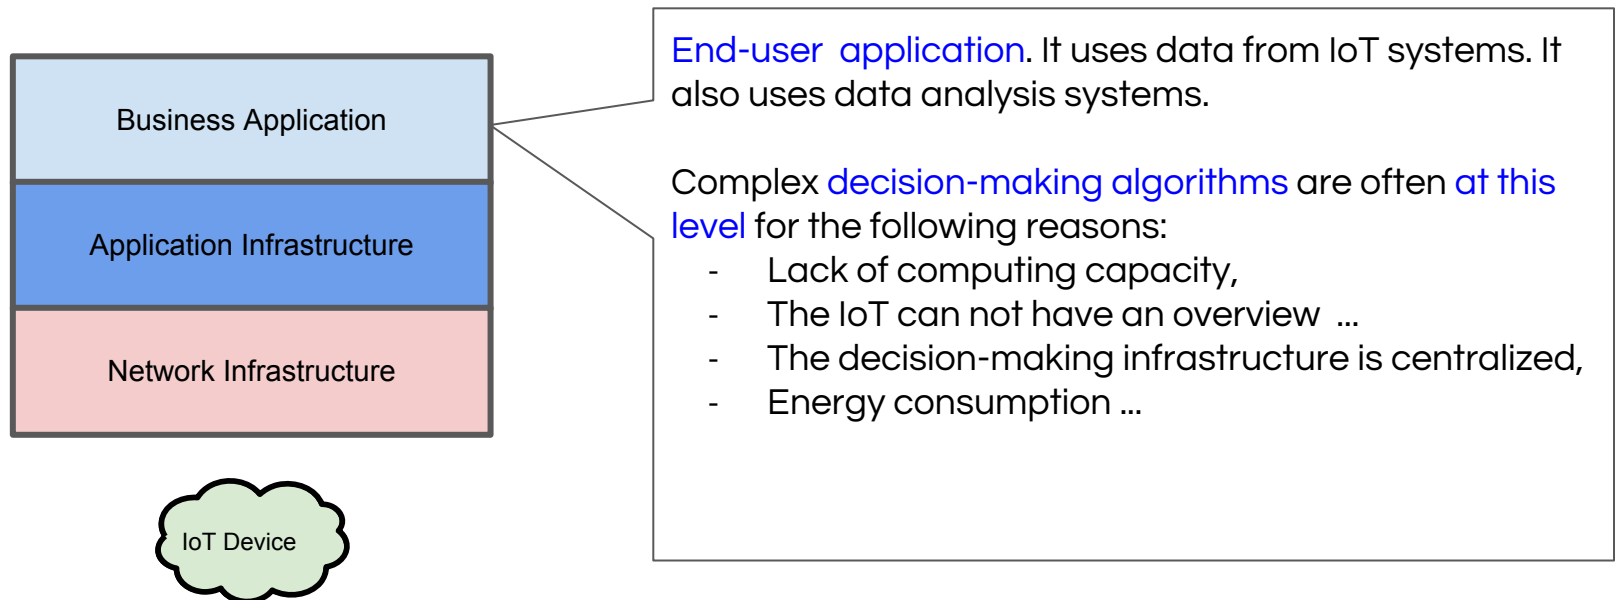 Business Application
Application Infrastructure
Network Infrastructure
IoT Device
End-user  application. It uses data from IoT systems. It
also uses data analysis systems.
Complex decision-making algorithms are often at this
level for the following reasons:
- Lack of computing capacity,
- The IoT can not have an overview  ...
- The decision-making infrastructure is centralized,
- Energy consumption ...